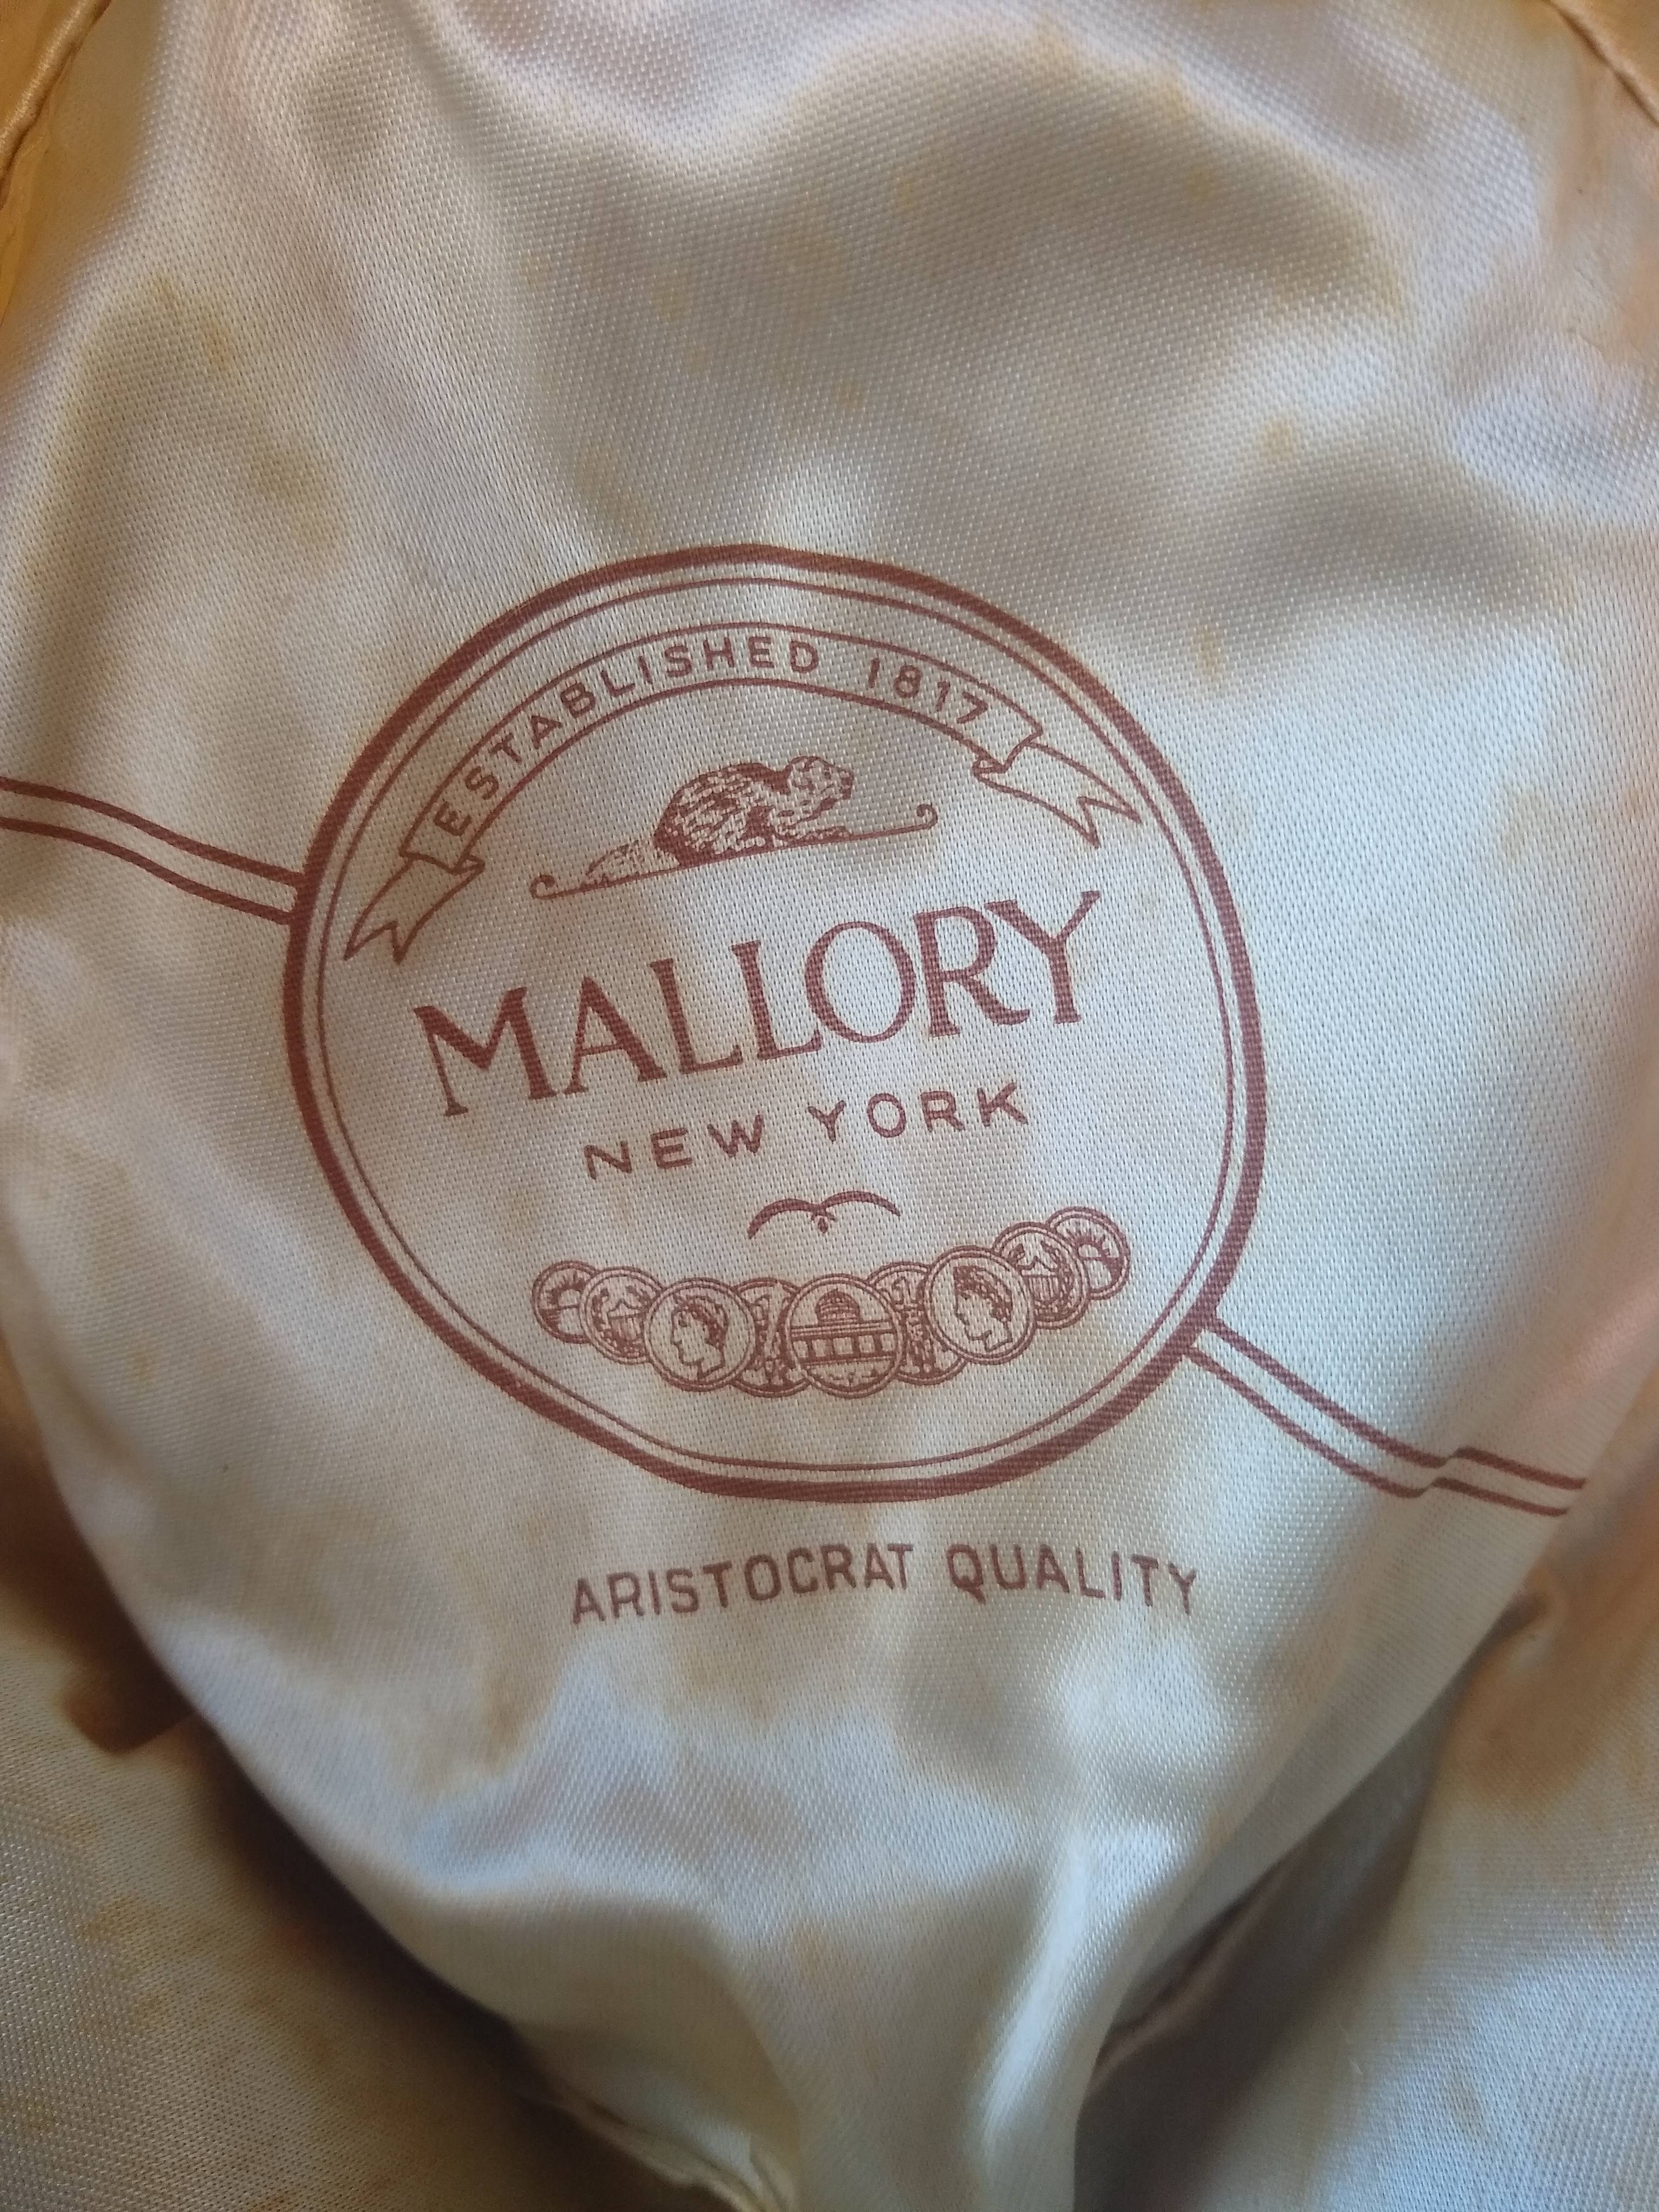 ESTABLISHED 1817
MALLORY
NEW YORK
ARISTOCRAT QUALITY